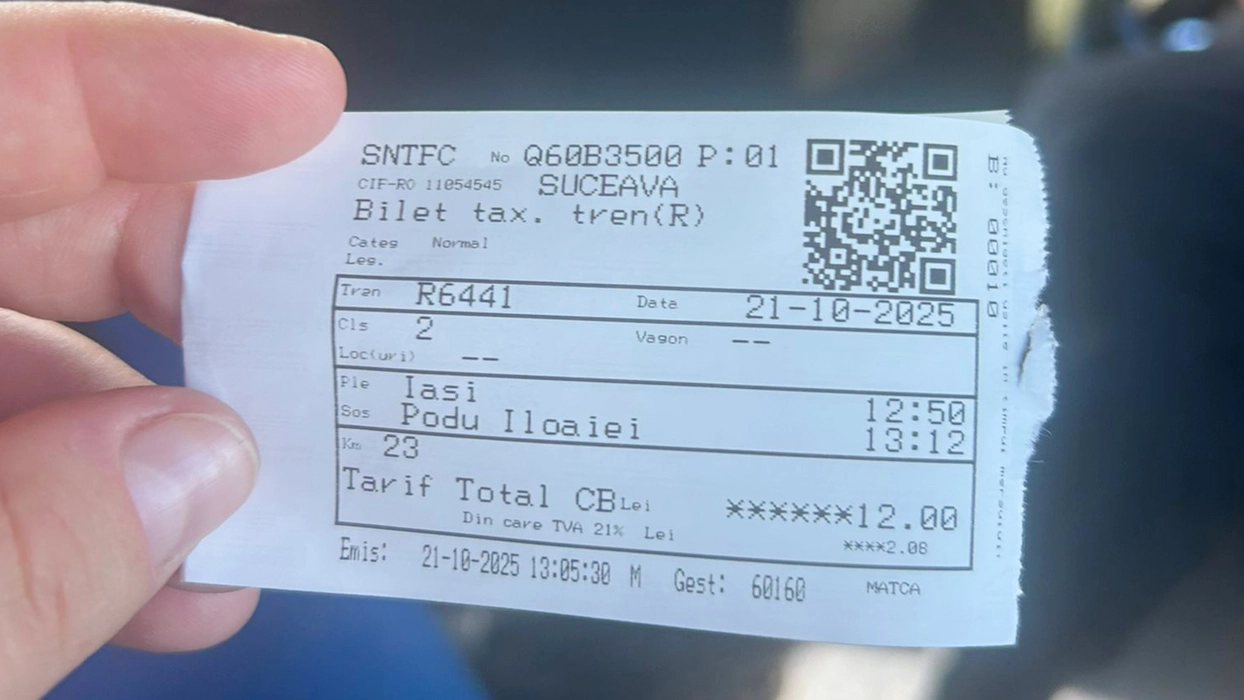 SNTFC No Q60B3500 P:01
CIF-RO 11054545 SUCEAVA
Bilet tax. tren(R)
Categ Normal
Leg.
Tren R6441 Data 21-10-2025
Cls 2 Vagon --
Loc(uri) --
Ple Iasi 12:50
Sos Podu Iloaiei 13:12
Km 23
Tarif Total CB Lei ******12.00
Din care TVA 21% Lei ****2.08
Emis: 21-10-2025 13:05:30 M Gest: 60160 MATCA